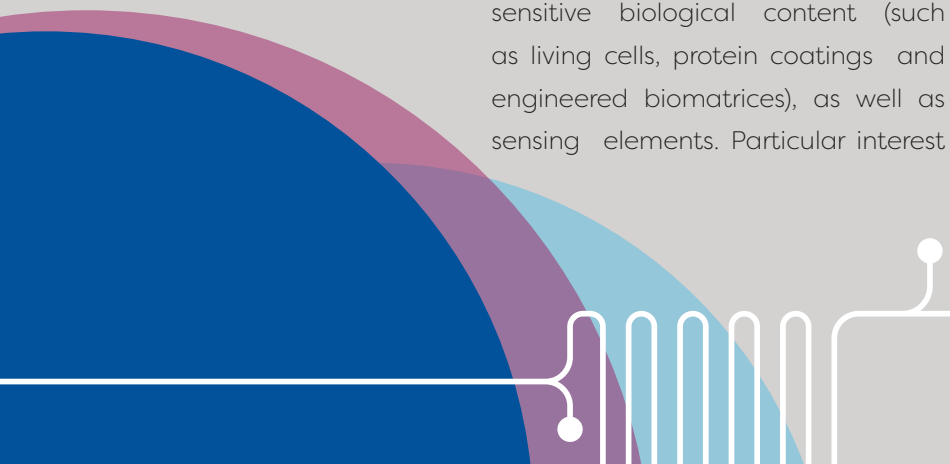 sensitive biological content (such
as living cells, protein coatings and
engineered biomatrices), as well as
sensing elements. Particular interest